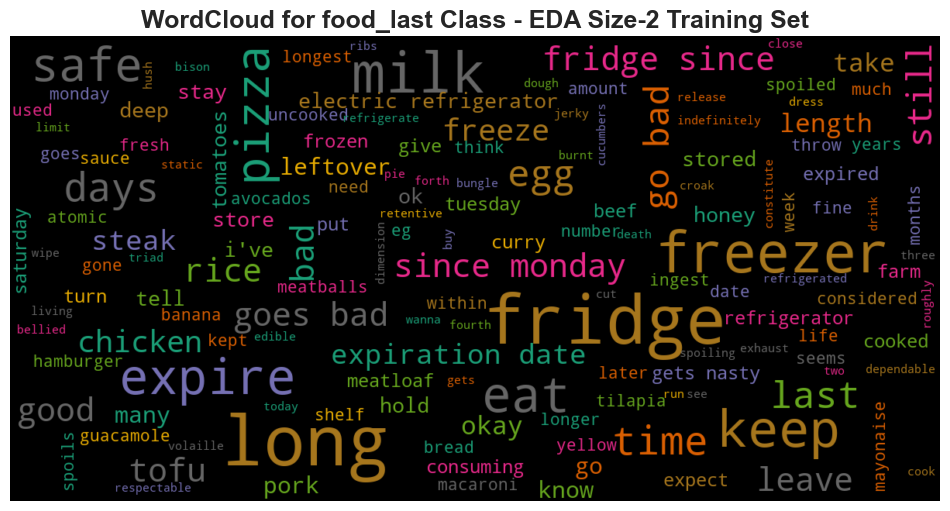 WordCloud for food_last Class - EDA Size-2 Training Set
safe
hush
bison
pizza
longest
ribs
milk
fridge since
close
take
still
monday
stay
electric refrigerator
dough
amount
spoiled
much
used
deep
uncooked
refrigerate
freeze
jerky
cucumbers
go bad
release
dress
indefinitely
length
limit
fresh
static
tomatoes
frozen
give
think
burnt
stored
throw
years
goes
sauce
leftover
pie
forth
bungle
egg
croak
constitute
expired
days
avocados
need
ok
tuesday
beef
honey
week
fine
drink
months
saturday
atomic
store
put
retentive
eg
number
death
steak
bad
i've
dimension
buy
curry
freezer
three
wipe
triad
gone
rice
since monday
ingest
refrigerated
farm
roughly
turn
tell
meatballs
cut
date
considered
living
banana
goes bad
within
wanna
fourth
fridge
refrigerator
bellied
chicken
kept
edible
expiration date
spoiling
exhaust
life
seems
cooked
hamburger
expire
meatloaf
gets
eat
later
gets nasty
two
dependable
good
many
today
shelf
hold
longer
tilapia
run
see
last
guacamole
long
okay
time
keep
mayonaise
spoils
volaille
bread
yellow
tofu
consuming
go
cook
respectable
pork
macaroni
know
expect
leave